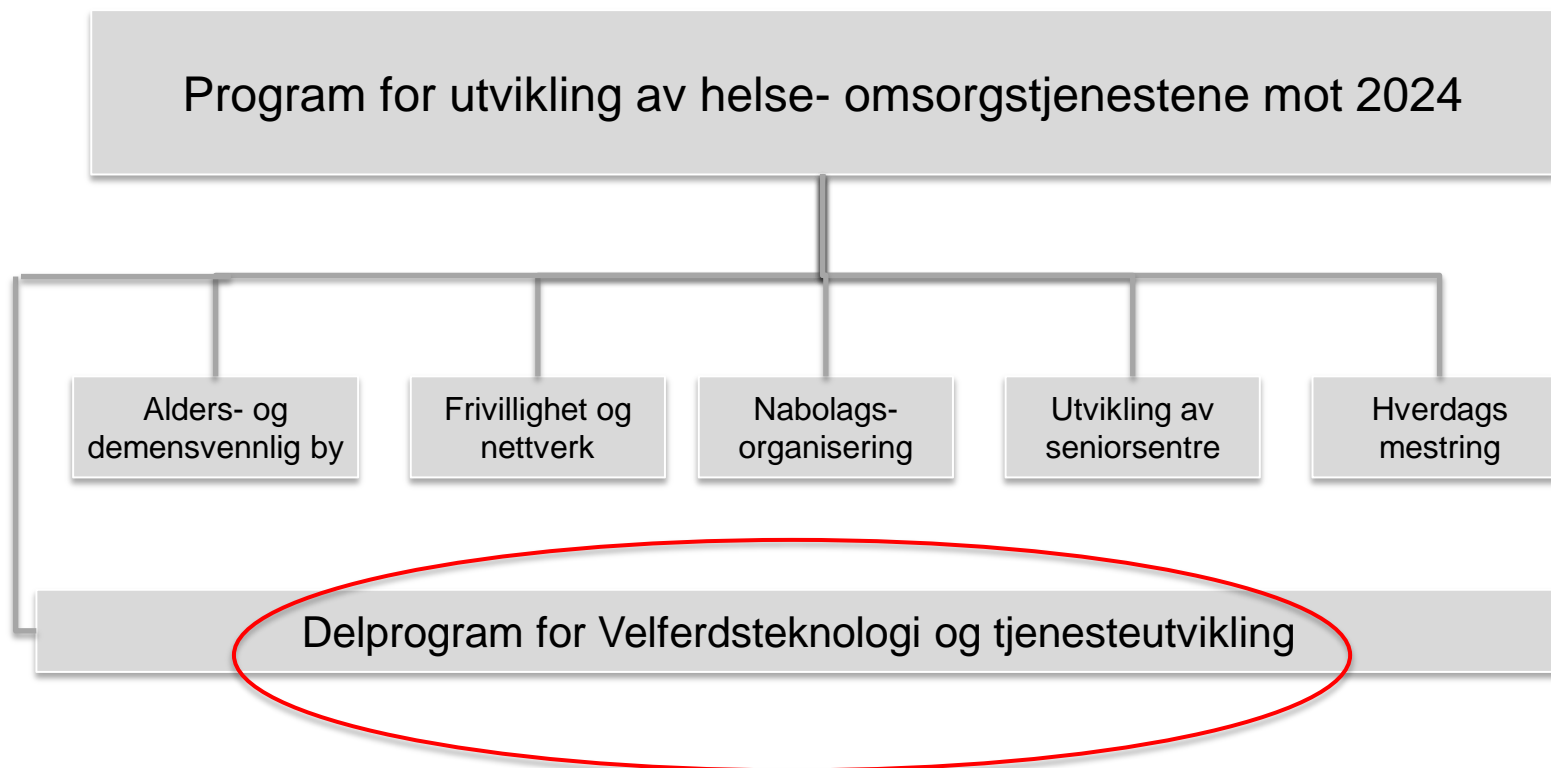 Program for utvikling av helse- omsorgstjenestene mot 2024
Alders- og
demensvennlig by
Frivillighet og
nettverk
Nabolags-
organisering
Utvikling av
seniorsentre
Hverdags
mestring
Delprogram for Velferdsteknologi og tjenesteutvikling